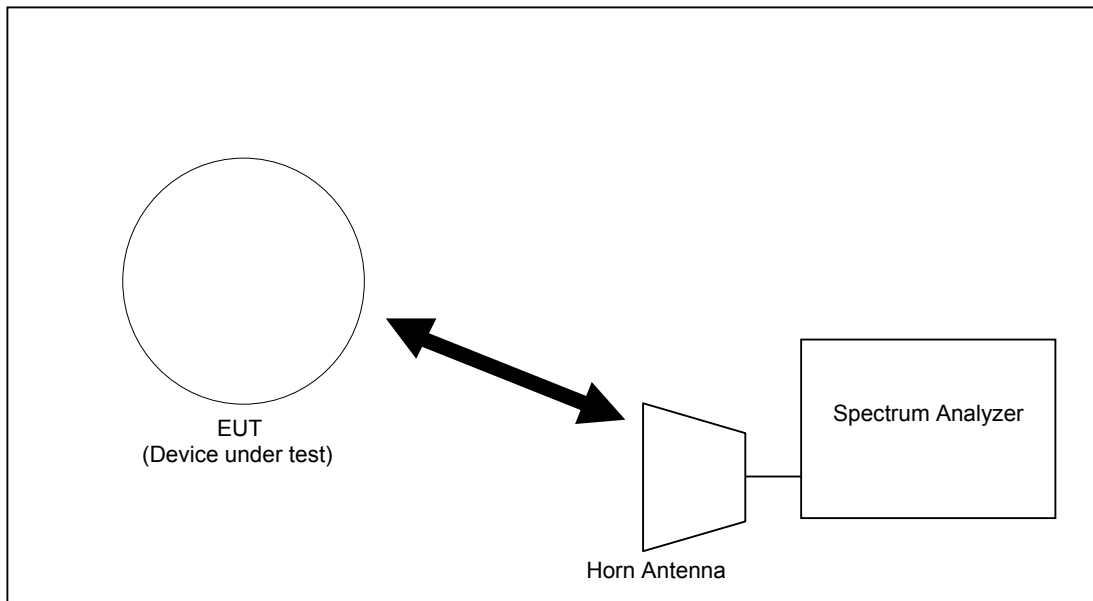 EUT
(Device under test)
Spectrum Analyzer
Horn Antenna